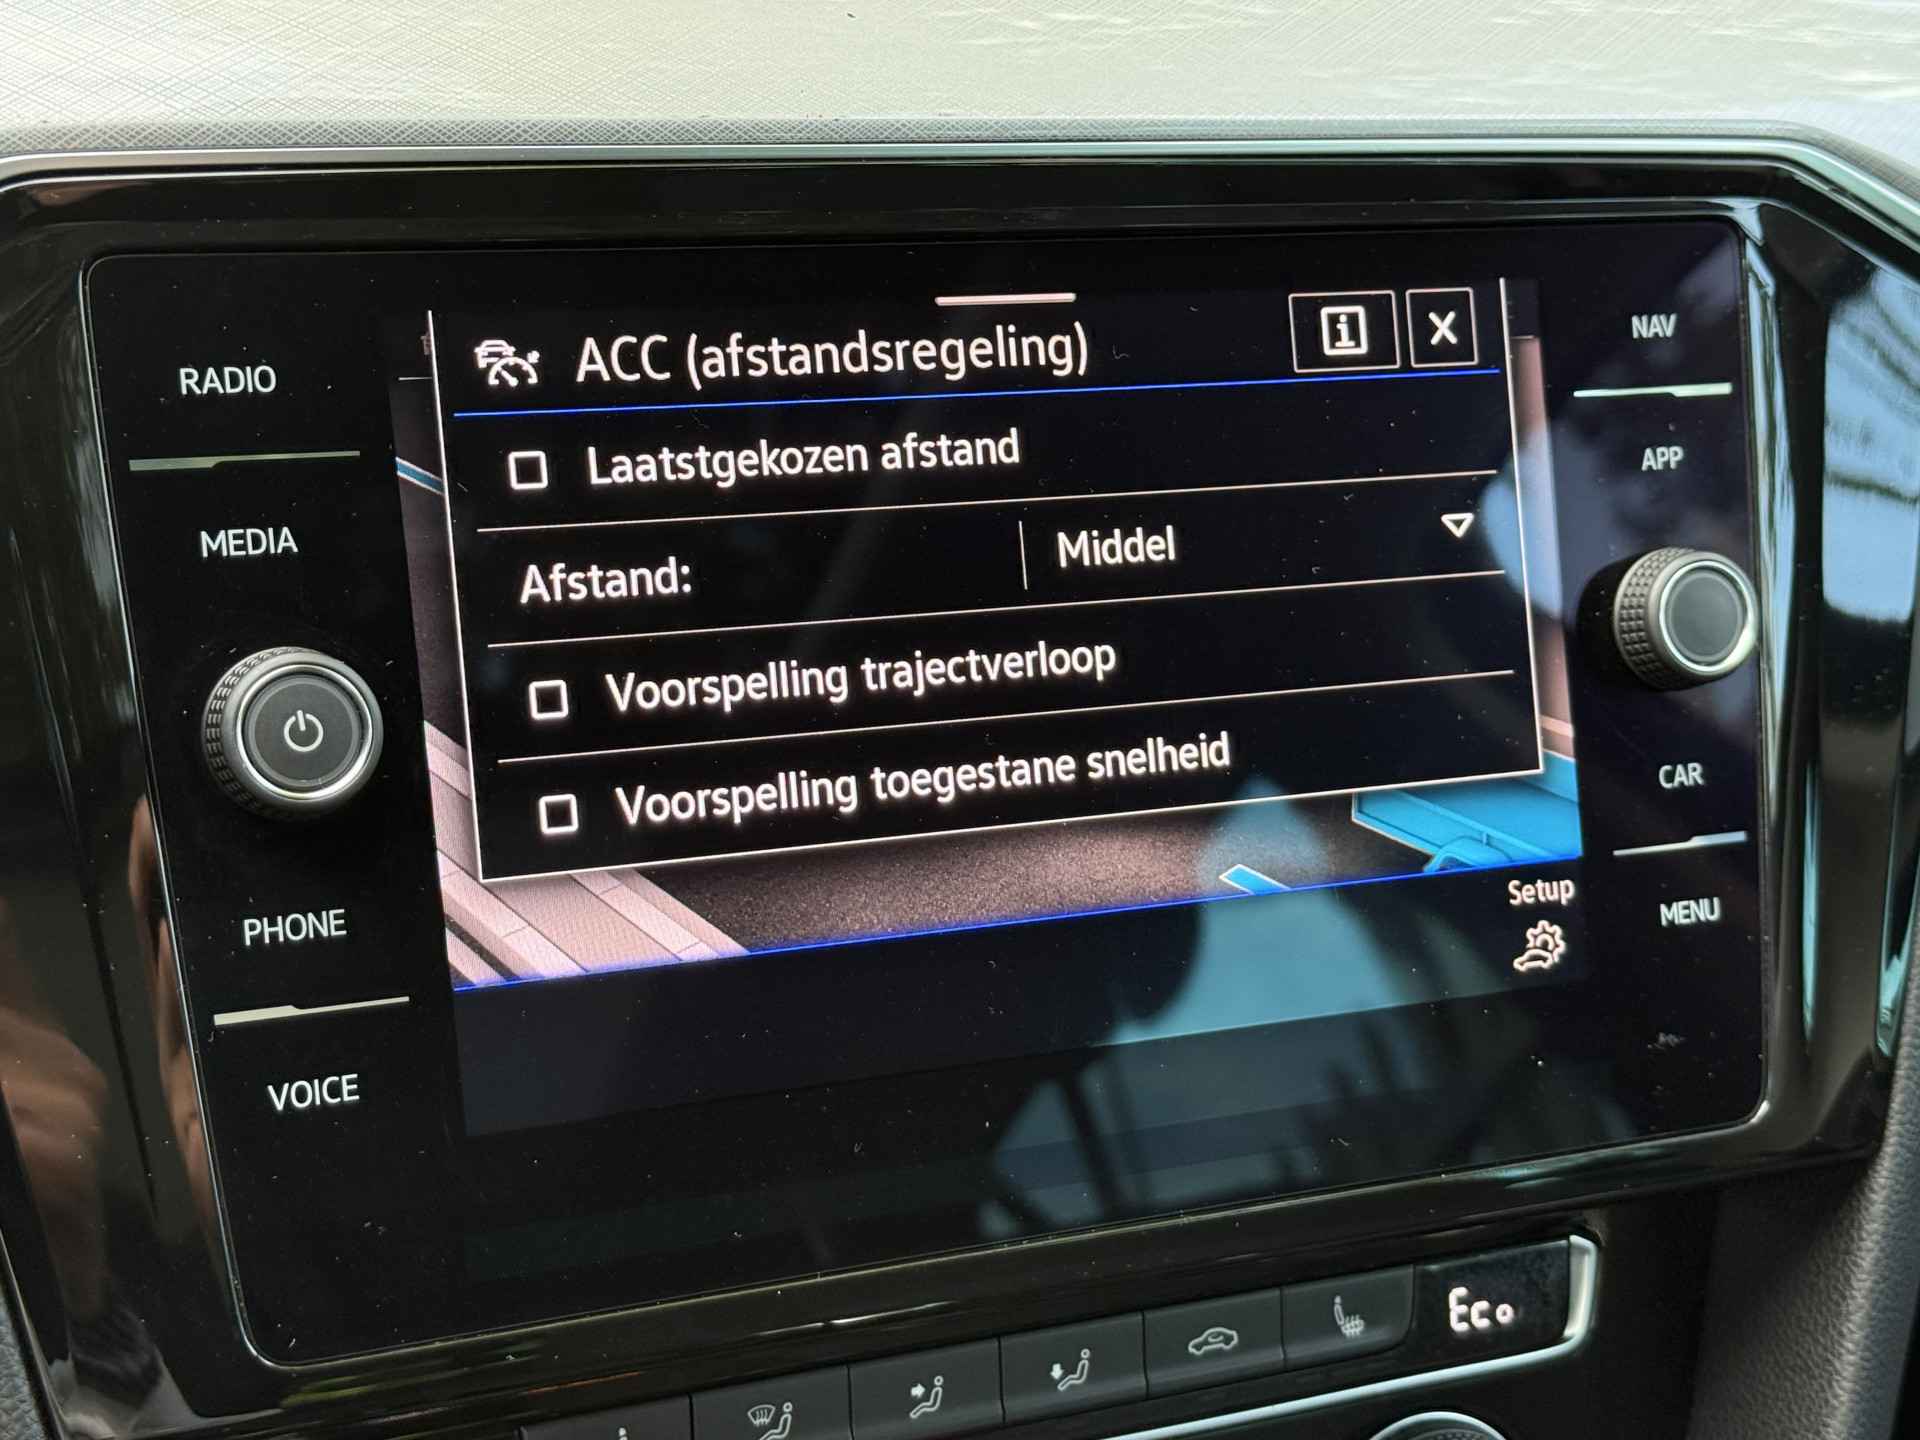 RADIO
MEDIA
PHONE
VOICE
ACC (afstandsregeling)
i
X
Laatstgekozen afstand
Afstand:
Middel
Voorspelling trajectverloop
Voorspelling toegestane snelheid
Setup
NAV
APP
CAR
MENU
Eco